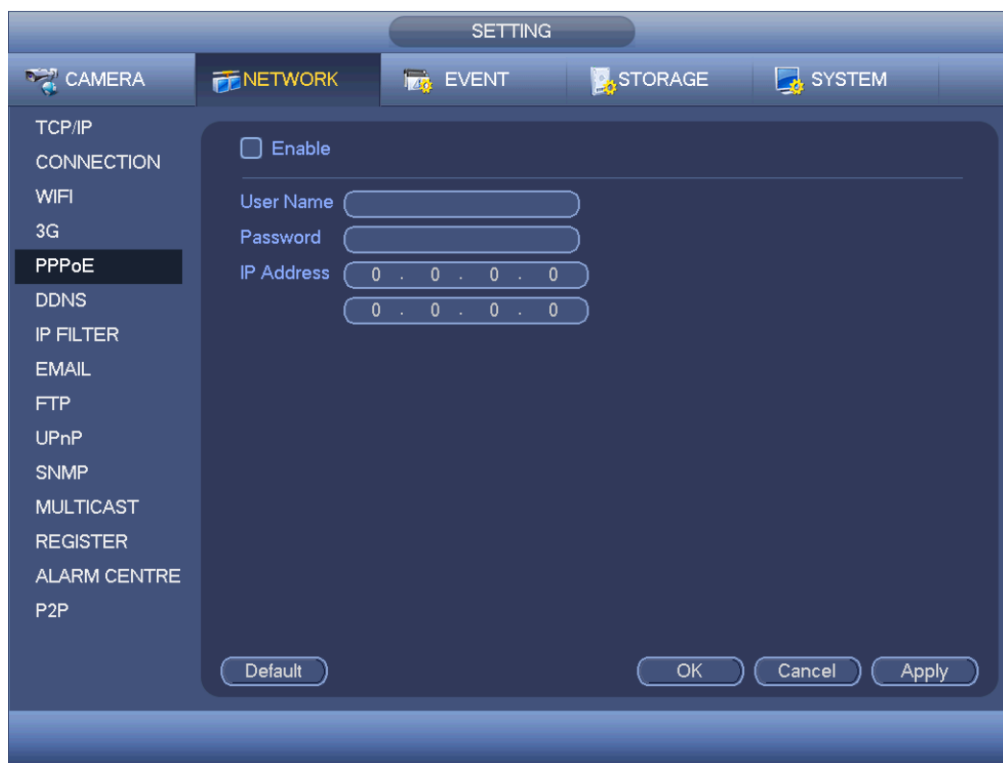 SETTING
CAMERA NETWORK EVENT STORAGE SYSTEM
TCP/IP
CONNECTION
WIFI
3G
PPPoE
DDNS
IP FILTER
EMAIL
FTP
UPnP
SNMP
MULTICAST
REGISTER
ALARM CENTRE
P2P
Enable
User Name
Password
IP Address 0 . 0 . 0 . 0
0 . 0 . 0 . 0
Default OK Cancel Apply